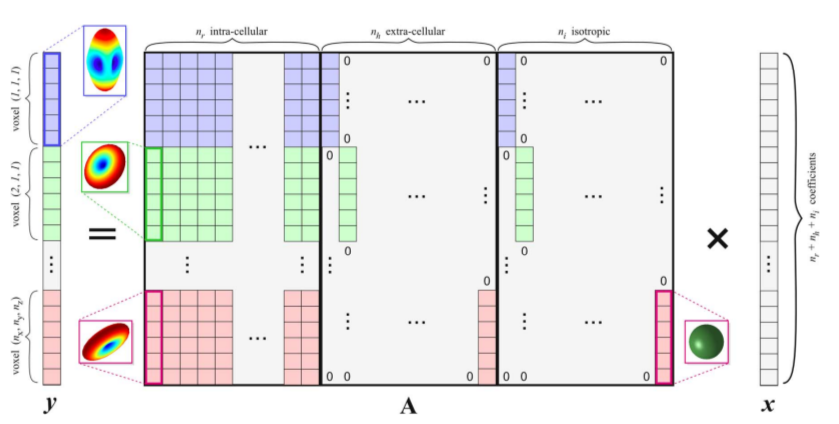 n_r intra-cellular n_h extra-cellular n_i isotropic
voxel (1, 1, 1)
0 0 0 0
⋮ ... ⋮ ...
...
0 0
voxel (2, 1, 1)
0 0
... ⋮ ... ⋮
=
×
0 0
⋮ ⋮ ⋮ ⋮ ⋮ ⋮
0 0
voxel (n_x, n_y, n_z)
... ⋮ ... ⋮ ...
0 0 0 0 0 0
n_r + n_h + n_i coefficients
y A x